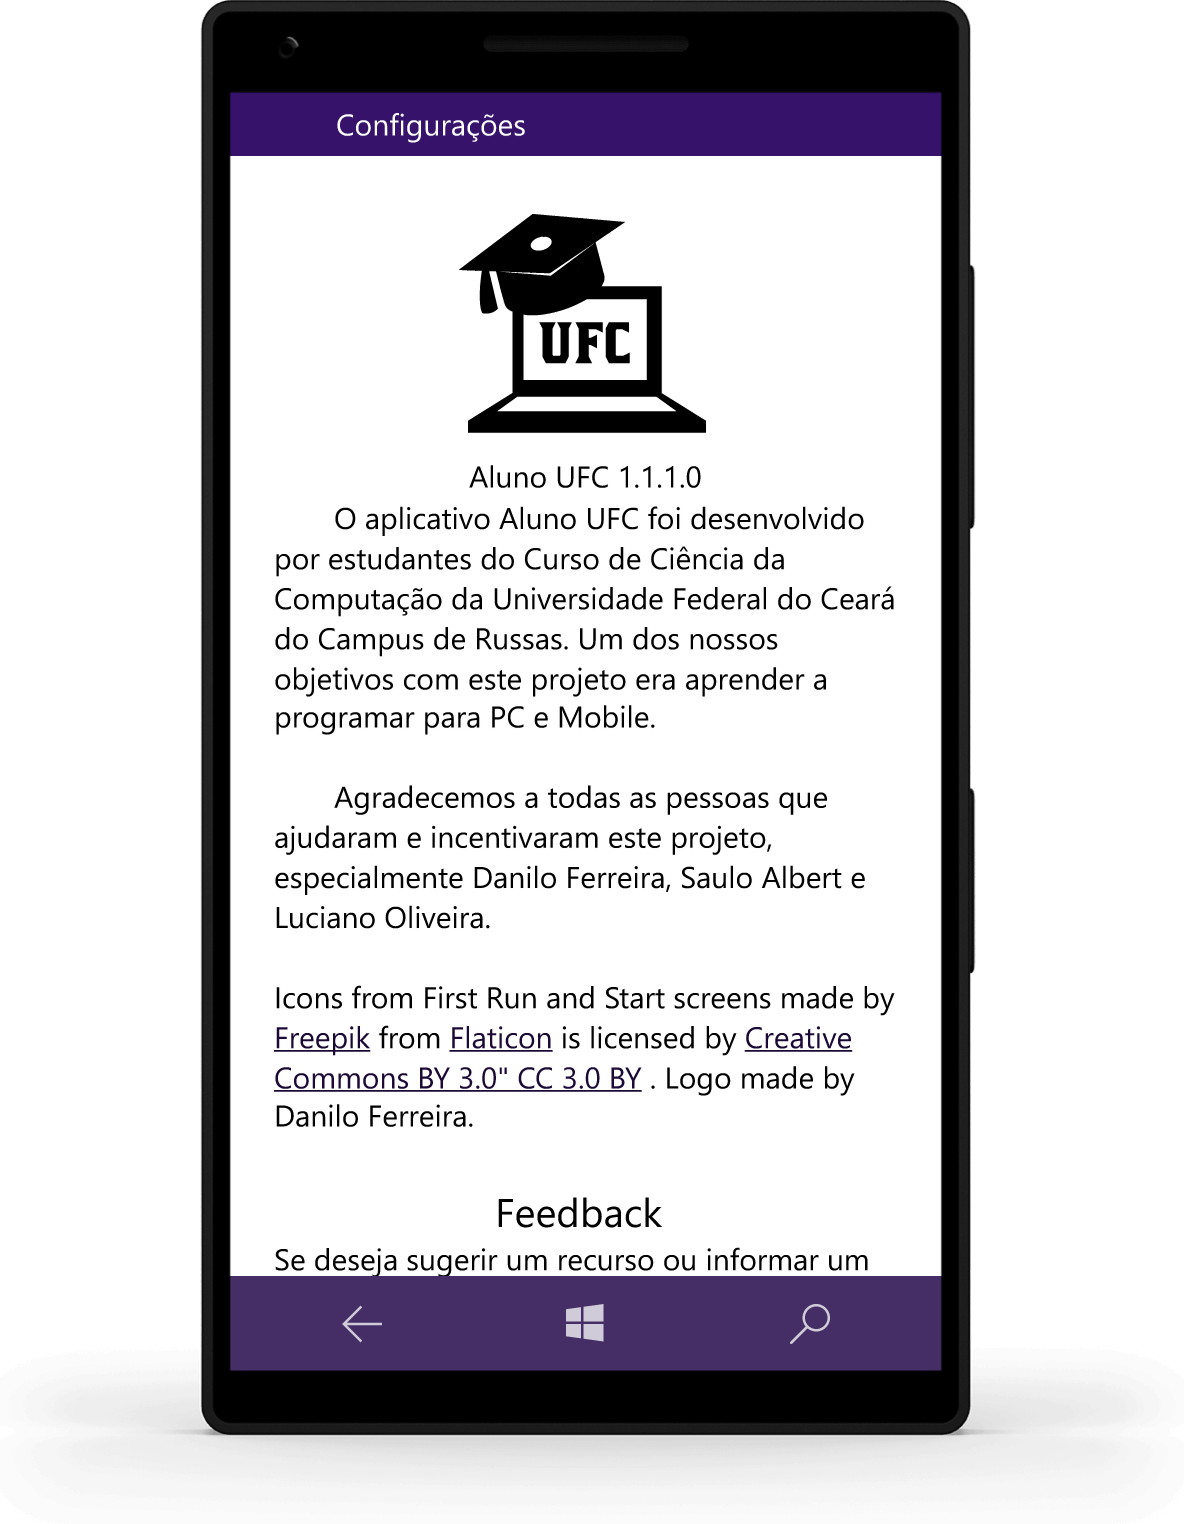 Configurações
UFC
Aluno UFC 1.1.1.0
O aplicativo Aluno UFC foi desenvolvido
por estudantes do Curso de Ciência da
Computação da Universidade Federal do Ceará
do Campus de Russas. Um dos nossos
objetivos com este projeto era aprender a
programar para PC e Mobile.
Agradecemos a todas as pessoas que
ajudaram e incentivaram este projeto,
especialmente Danilo Ferreira, Saulo Albert e
Luciano Oliveira.
Icons from First Run and Start screens made by
Freepik from Flaticon is licensed by Creative
Commons BY 3.0" CC 3.0 BY . Logo made by
Danilo Ferreira.
Feedback
Se deseja sugerir um recurso ou informar um